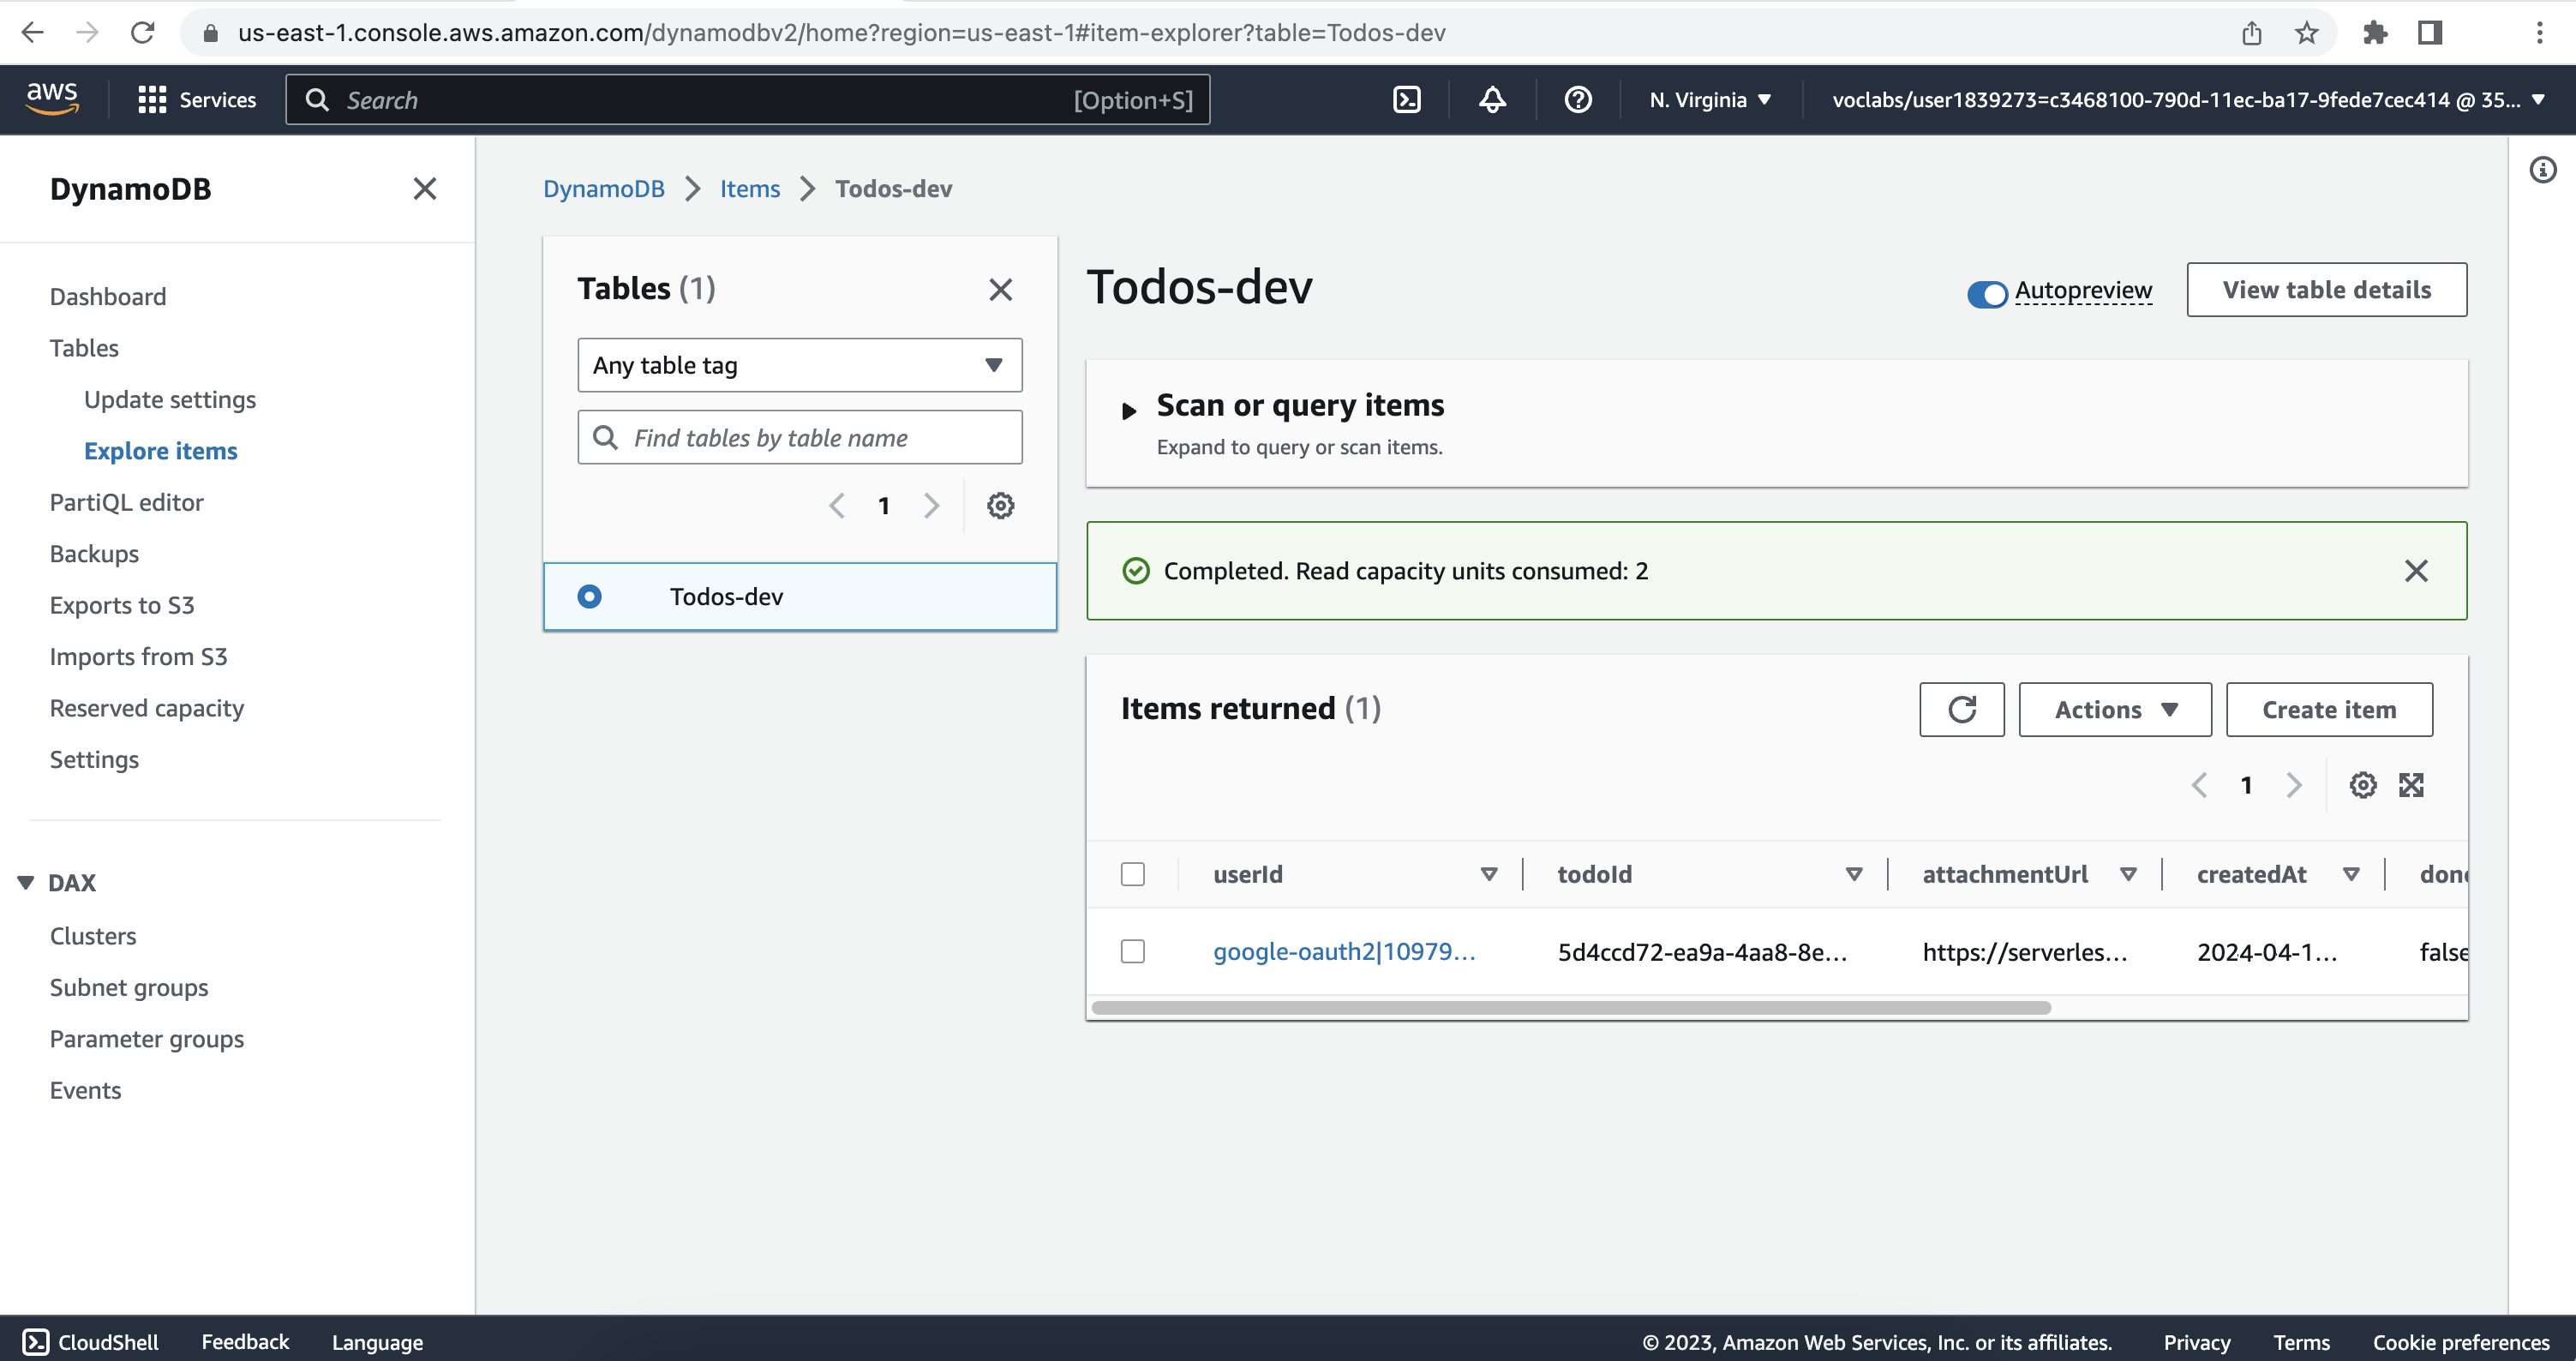 us-east-1.console.aws.amazon.com/dynamodbv2/home?region=us-east-1#item-explorer?table=Todos-dev
aws
Services
Search
[Option+S]
N. Virginia
voclabs/user1839273=c3468100-790d-11ec-ba17-9fede7cec414 @ 35...
DynamoDB
Dashboard
Tables
Update settings
Explore items
PartiQL editor
Backups
Exports to S3
Imports from S3
Reserved capacity
Settings
DAX
Clusters
Subnet groups
Parameter groups
Events
DynamoDB
Items
Todos-dev
Tables (1)
Any table tag
Find tables by table name
1
Todos-dev
Todos-dev
Autopreview
View table details
Scan or query items
Expand to query or scan items.
Completed. Read capacity units consumed: 2
Items returned (1)
Actions
Create item
1
userId
todoId
attachmentUrl
createdAt
done
google-oauth2|10979...
5d4ccd72-ea9a-4aa8-8e...
https://serverles...
2024-04-1...
false
CloudShell
Feedback
Language
© 2023, Amazon Web Services, Inc. or its affiliates.
Privacy
Terms
Cookie preferences